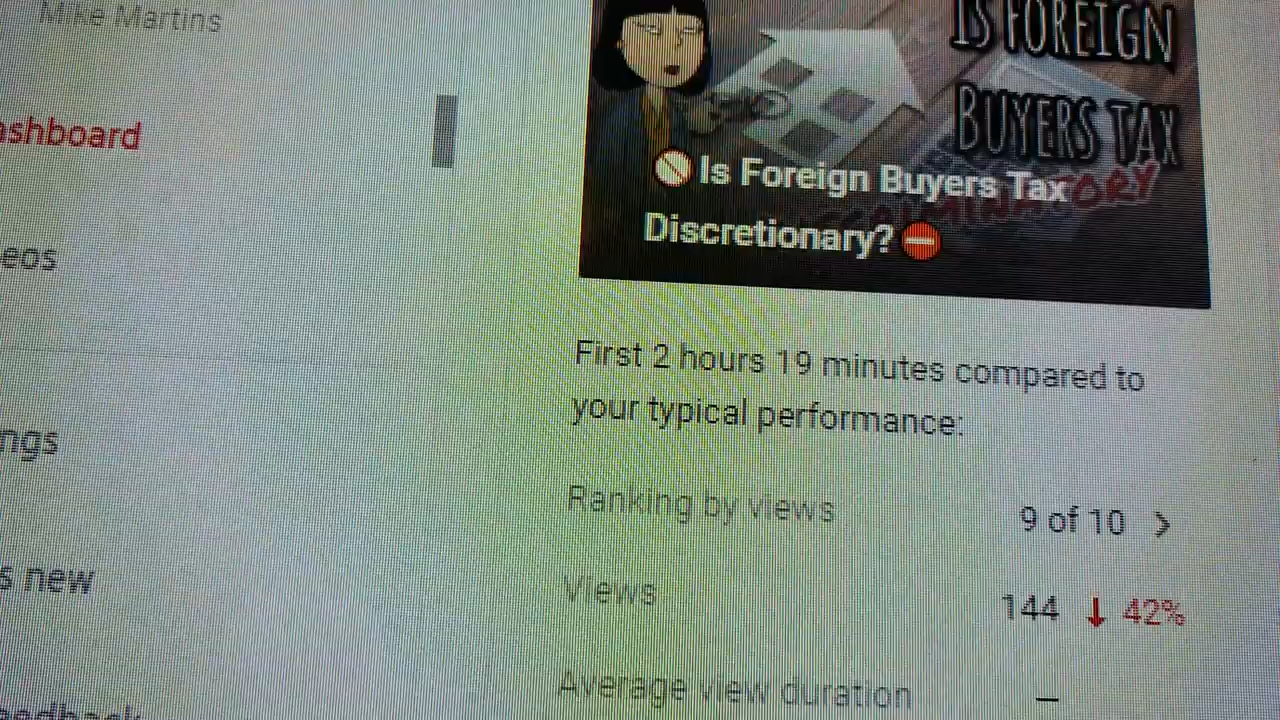 Mike Martins
ashboard
eos
ngs
s new
eedback
IS FOREIGN
BUYERS TAX
Is Foreign Buyers Tax
Discretionary?
First 2 hours 19 minutes compared to
your typical performance:
Ranking by views
9 of 10
Views
144 42%
Average view duration
–